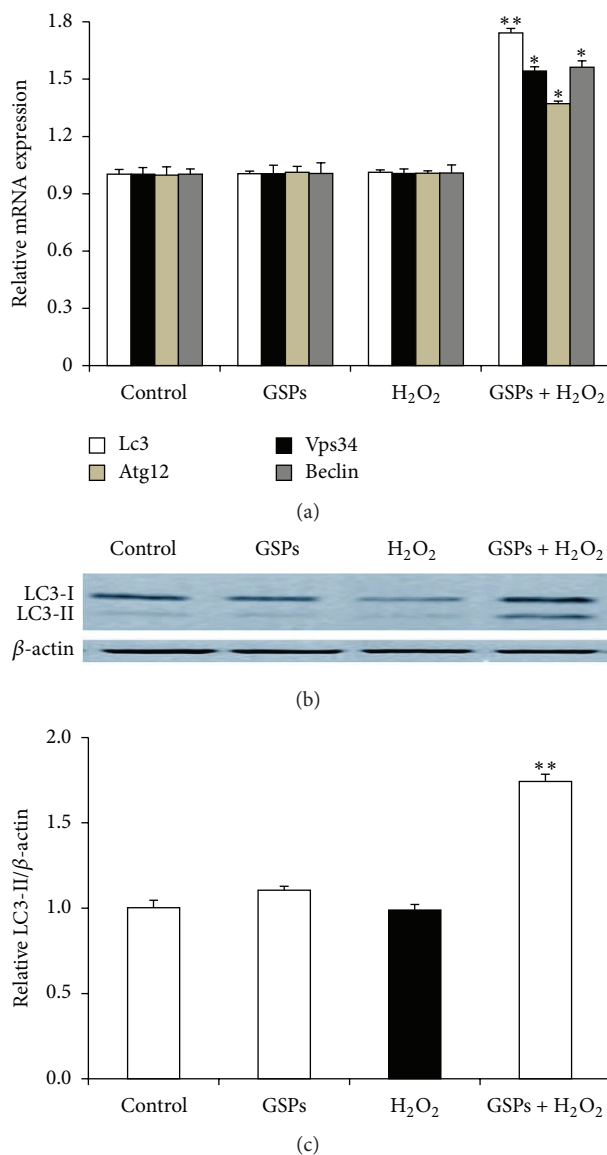 1.8
1.5
1.2
0.9
0.6
0.3
0
Relative mRNA expression
**
*
*
*
Control GSPs H₂O₂ GSPs + H₂O₂
Lc3 Vps34
Atg12 Beclin
(a)
Control GSPs H₂O₂ GSPs + H₂O₂
LC3-I
LC3-II
β-actin
(b)
2.0
1.5
1.0
0.5
0.0
Relative LC3-II/β-actin
**
Control GSPs H₂O₂ GSPs + H₂O₂
(c)